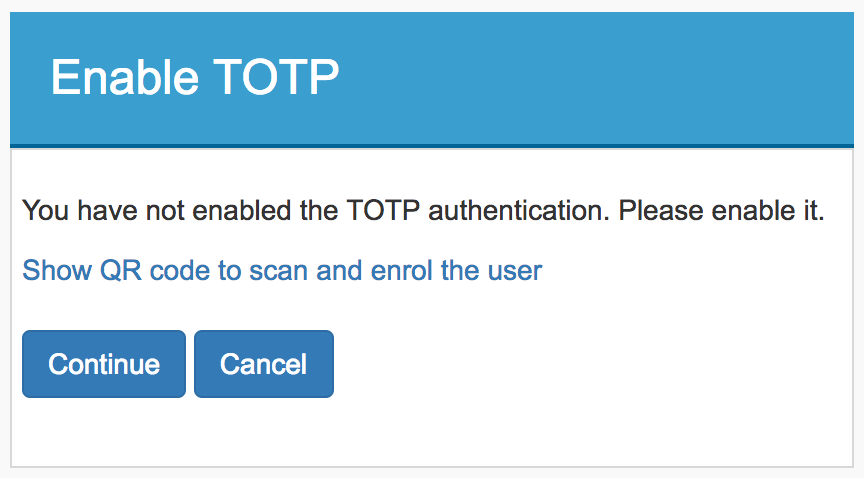 Enable TOTP
You have not enabled the TOTP authentication. Please enable it.
Show QR code to scan and enrol the user
Continue Cancel